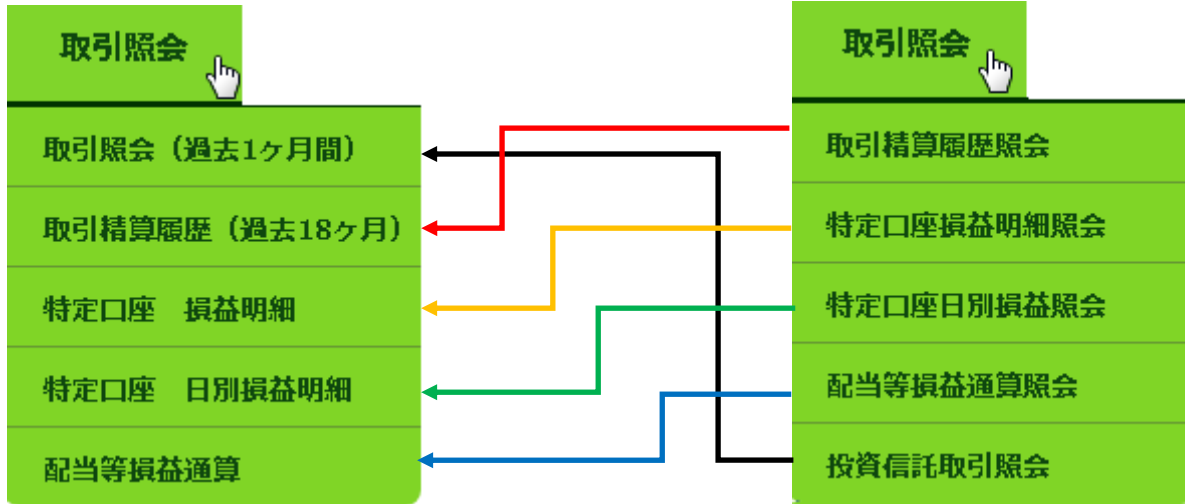 取引照会
取引照会（過去1ヶ月間）
取引精算履歴（過去18ヶ月）
特定口座　損益明細
特定口座　日別損益明細
配当等損益通算
取引照会
取引精算履歴照会
特定口座損益明細照会
特定口座日別損益照会
配当等損益通算照会
投資信託取引照会